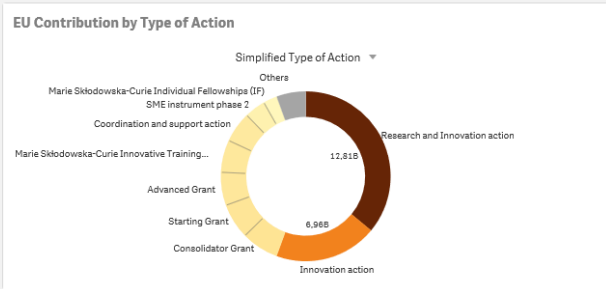 EU Contribution by Type of Action
Simplified Type of Action
Others
Marie Skłodowska-Curie Individual Fellowships (IF)
SME instrument phase 2
Coordination and support action
Research and Innovation action
Marie Skłodowska-Curie Innovative Training...
12,81B
Advanced Grant
Starting Grant
6,96B
Consolidator Grant
Innovation action